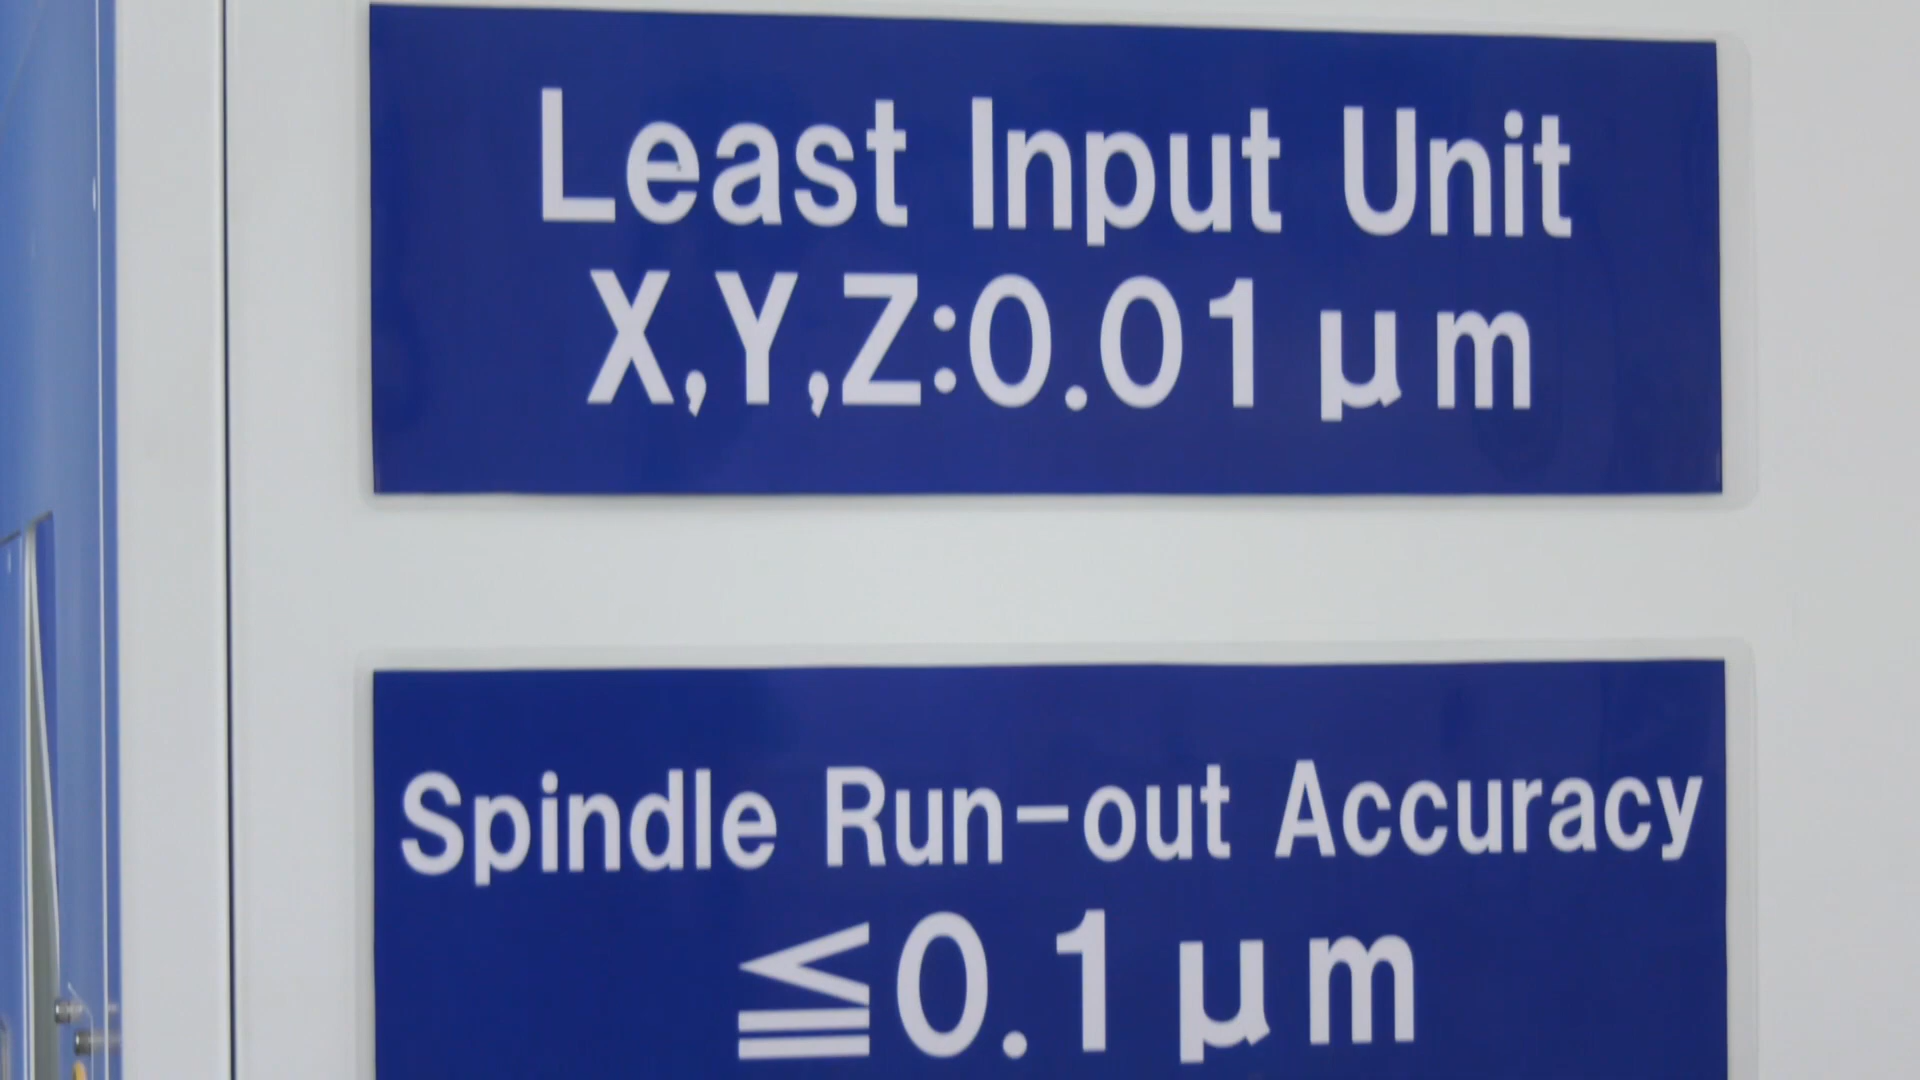 Least Input Unit
X,Y,Z:0.01μm
Spindle Run-out Accuracy
≦0.1μm